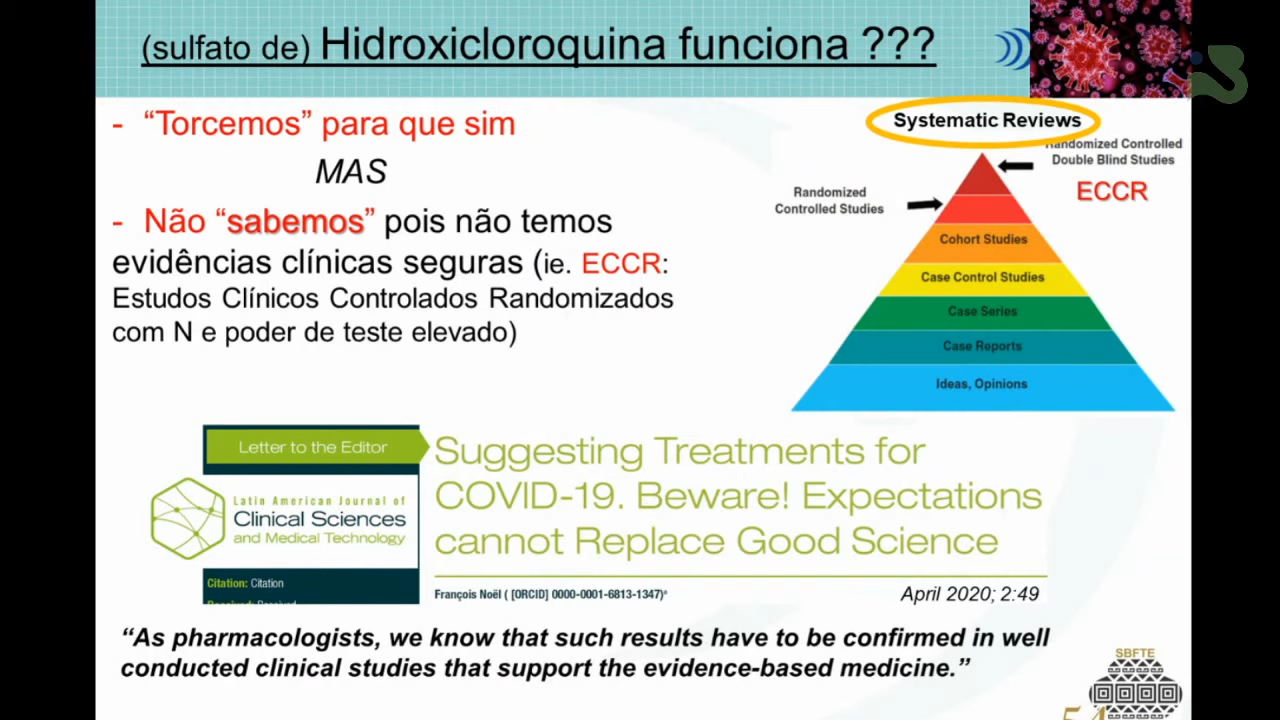 (sulfato de) Hidroxicloroquina funciona ???
- “Torcemos” para que sim
MAS
- Não “sabemos” pois não temos
evidências clínicas seguras (ie. ECCR:
Estudos Clínicos Controlados Randomizados
com N e poder de teste elevado)
Systematic Reviews
Randomized Controlled
Double Blind Studies
ECCR
Randomized
Controlled Studies
Cohort Studies
Case Control Studies
Case Series
Case Reports
Ideas, Opinions
Letter to the Editor
Latin American Journal of
Clinical Sciences
and Medical Technology
Citation: Citation
Suggesting Treatments for
COVID-19. Beware! Expectations
cannot Replace Good Science
François Noël ( [ORCID] 0000-0001-6813-1347)ª
April 2020; 2:49
“As pharmacologists, we know that such results have to be confirmed in well
conducted clinical studies that support the evidence-based medicine.”
SBFTE